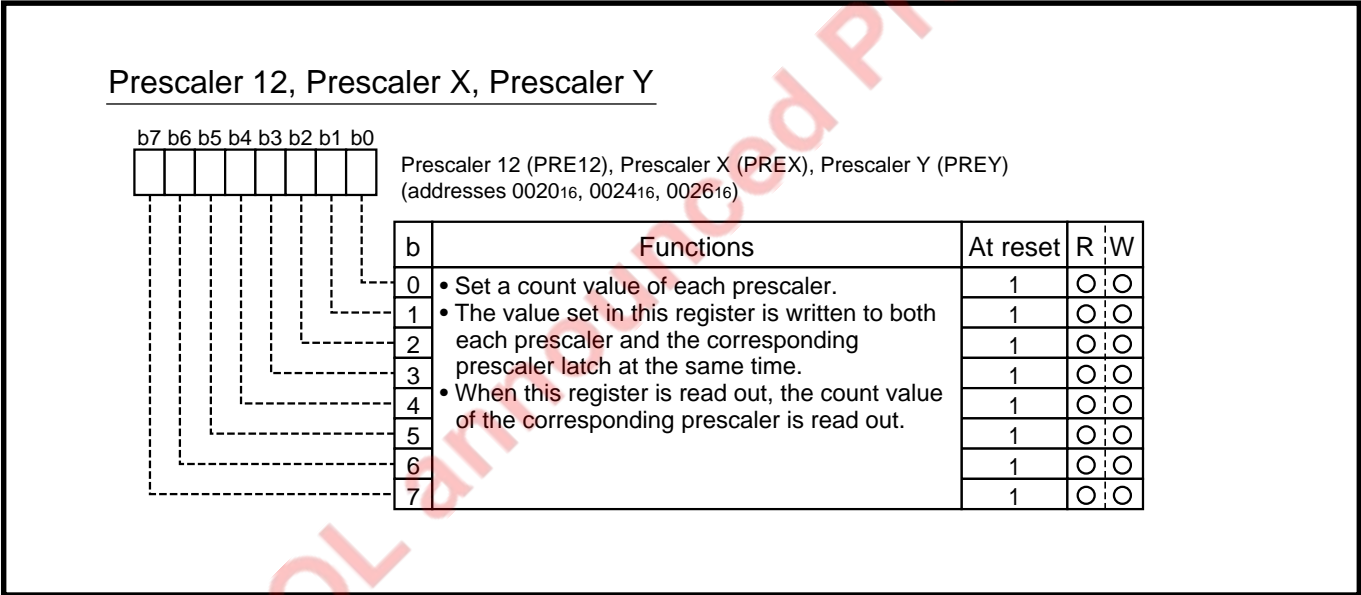 Prescaler 12, Prescaler X, Prescaler Y
b7 b6 b5 b4 b3 b2 b1 b0
Prescaler 12 (PRE12), Prescaler X (PREX), Prescaler Y (PREY)
(addresses 002016, 002416, 002616)
b Functions At reset R W
0 • Set a count value of each prescaler. 1 O O
1 • The value set in this register is written to both 1 O O
2 each prescaler and the corresponding 1 O O
3 prescaler latch at the same time. 1 O O
4 • When this register is read out, the count value 1 O O
5 of the corresponding prescaler is read out. 1 O O
6 1 O O
7 1 O O
OL announced Pr